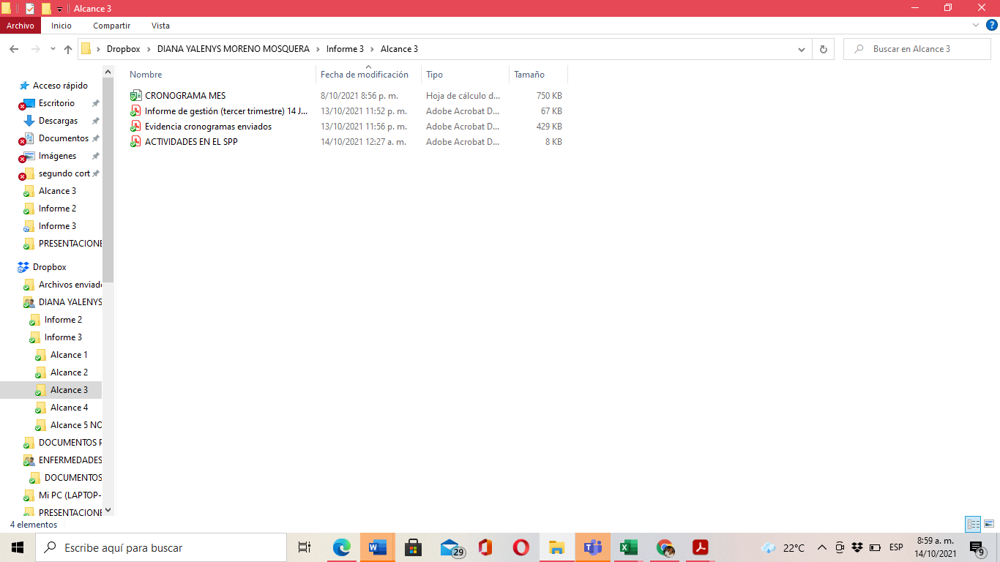 Alcance 3
Archivo Inicio Compartir Vista
Dropbox DIANA YALENYS MORENO MOSQUERA Informe 3 Alcance 3
Buscar en Alcance 3
Nombre Fecha de modificación Tipo Tamaño
CRONOGRAMA MES 8/10/2021 8:56 p. m. Hoja de cálculo d... 750 KB
Informe de gestión (tercer trimestre) 14 J... 13/10/2021 11:52 p. m. Adobe Acrobat D... 67 KB
Evidencia cronogramas enviados 13/10/2021 11:56 p. m. Adobe Acrobat D... 429 KB
ACTIVIDADES EN EL SPP 14/10/2021 12:27 a. m. Adobe Acrobat D... 8 KB
Acceso rápido
Escritorio
Descargas
Documentos
Imágenes
segundo cort
Alcance 3
Informe 2
Informe 3
PRESENTACIONE
Dropbox
Archivos enviado
DIANA YALENYS
Informe 2
Informe 3
Alcance 1
Alcance 2
Alcance 3
Alcance 4
Alcance 5 NO
DOCUMENTOS P
ENFERMEDADES
DOCUMENTOS
Mi PC (LAPTOP-
PRESENTACIONE
4 elementos
Escribe aquí para buscar
29
22°C
ESP
8:59 a. m.
14/10/2021
9